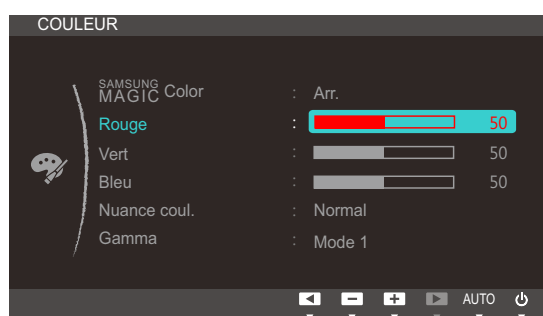 COULEUR
SAMSUNG MAGIC Color : Arr.
Rouge : 50
Vert : 50
Bleu : 50
Nuance coul. : Normal
Gamma : Mode 1
AUTO